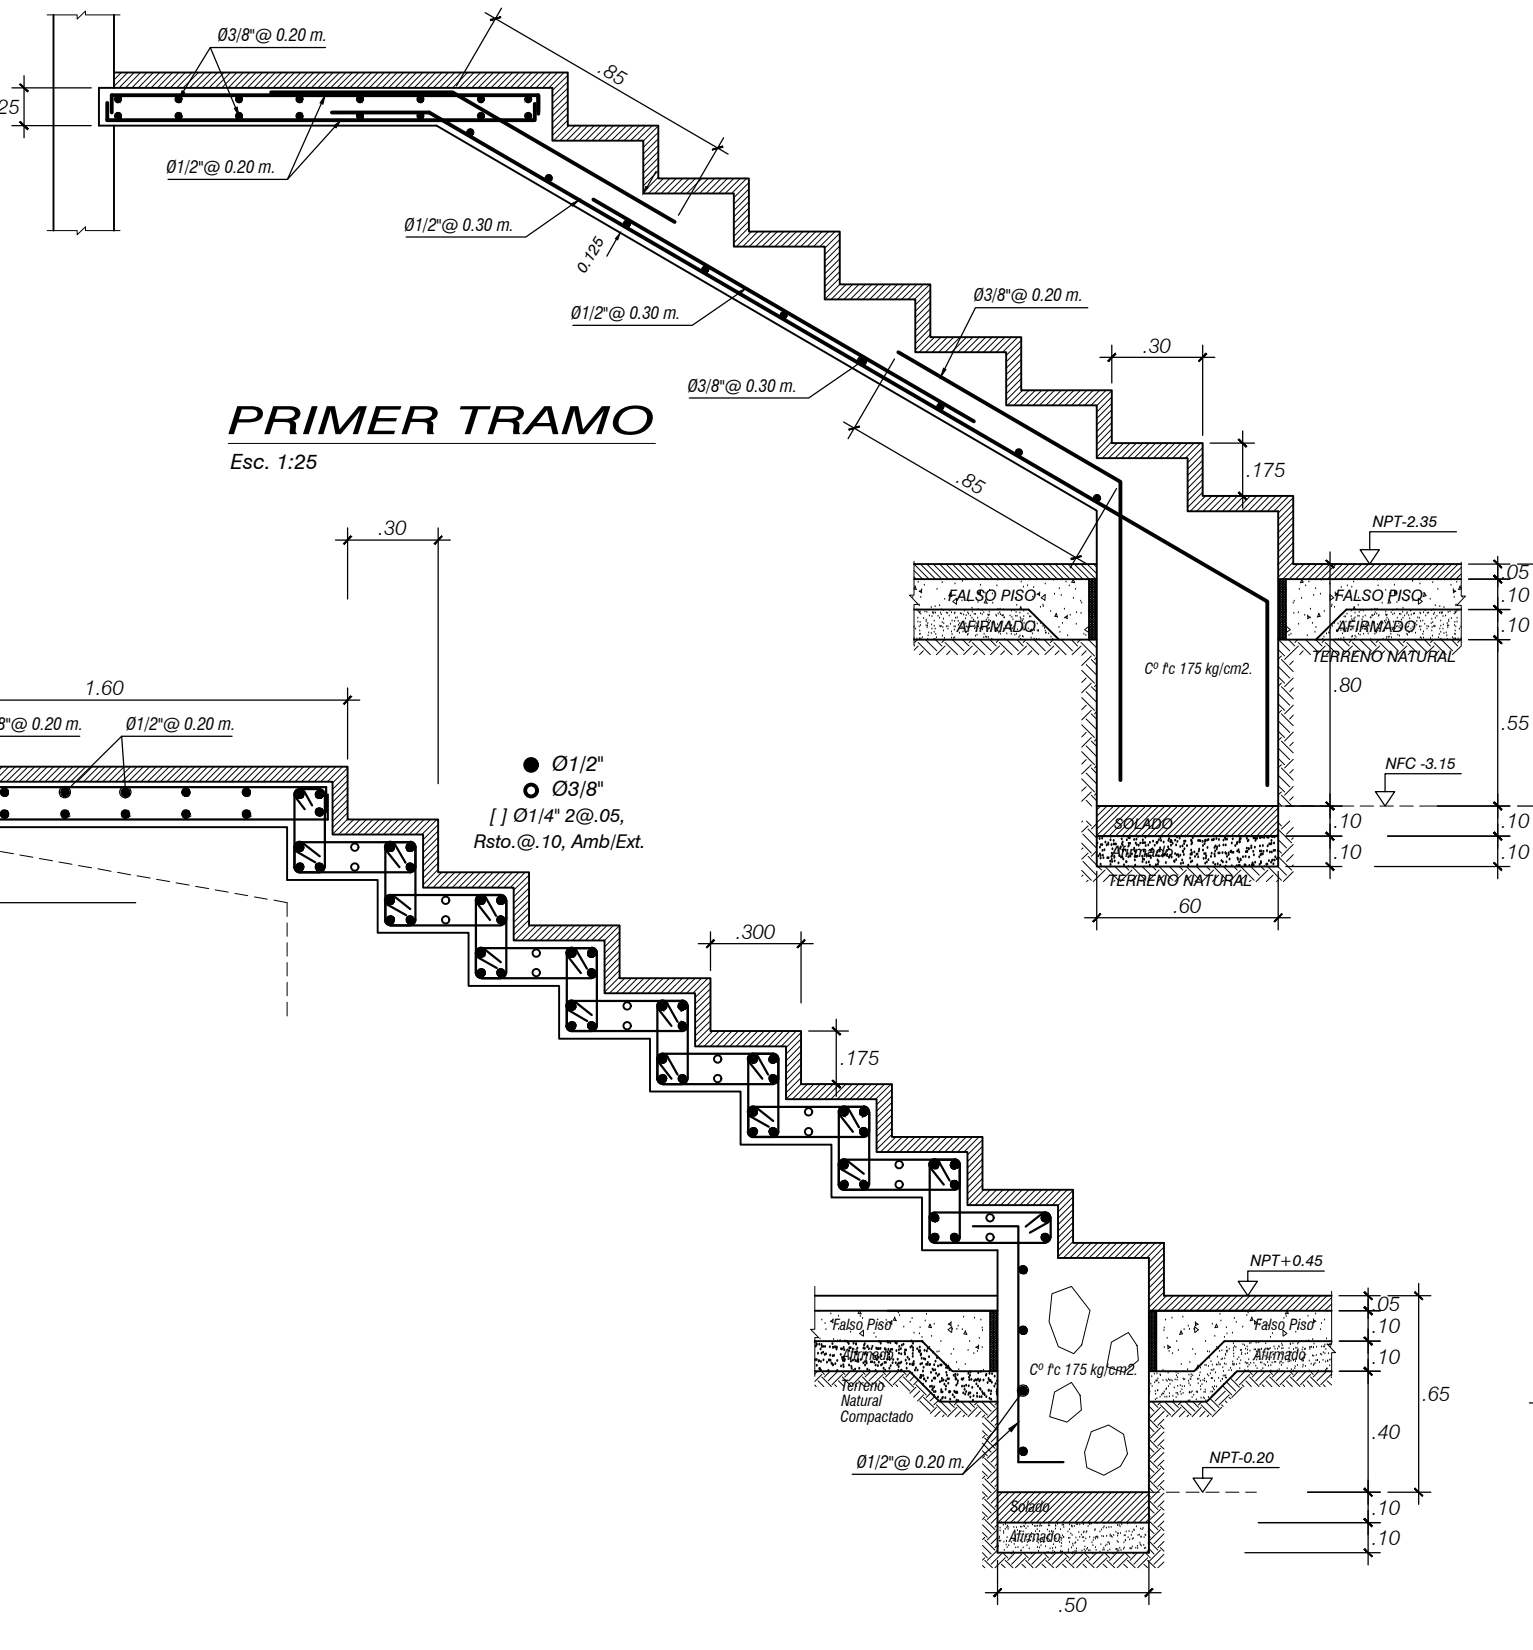 Ø3/8"@ 0.20 m.
.85
25
Ø1/2"@ 0.20 m.
Ø1/2"@ 0.30 m.
0.125
Ø1/2"@ 0.30 m.
Ø3/8"@ 0.20 m.
.30
Ø3/8"@ 0.30 m.
PRIMER TRAMO
Esc. 1:25
.175
.85
NPT-2.35
.05
FALSO PISO
FALSO PISO
.10
AFIRMADO
AFIRMADO
.10
TERRENO NATURAL
Cº f'c 175 kg/cm2.
.80
.55
NFC -3.15
SOLADO
.10
.10
Afirmado
.10
.10
TERRENO NATURAL
.60
.30
1.60
8"@ 0.20 m.
Ø1/2"@ 0.20 m.
Ø1/2"
Ø3/8"
[ ] Ø1/4" 2@.05,
Rsto.@.10, Amb/Ext.
.300
.175
NPT+0.45
.05
Falso Piso
Falso Piso
.10
Afirmado
Afirmado
.10
Cº f'c 175 kg/cm2.
Terreno
Natural
Compactado
.65
.40
Ø1/2"@ 0.20 m.
NPT-0.20
Solado
.10
Afirmado
.10
.50